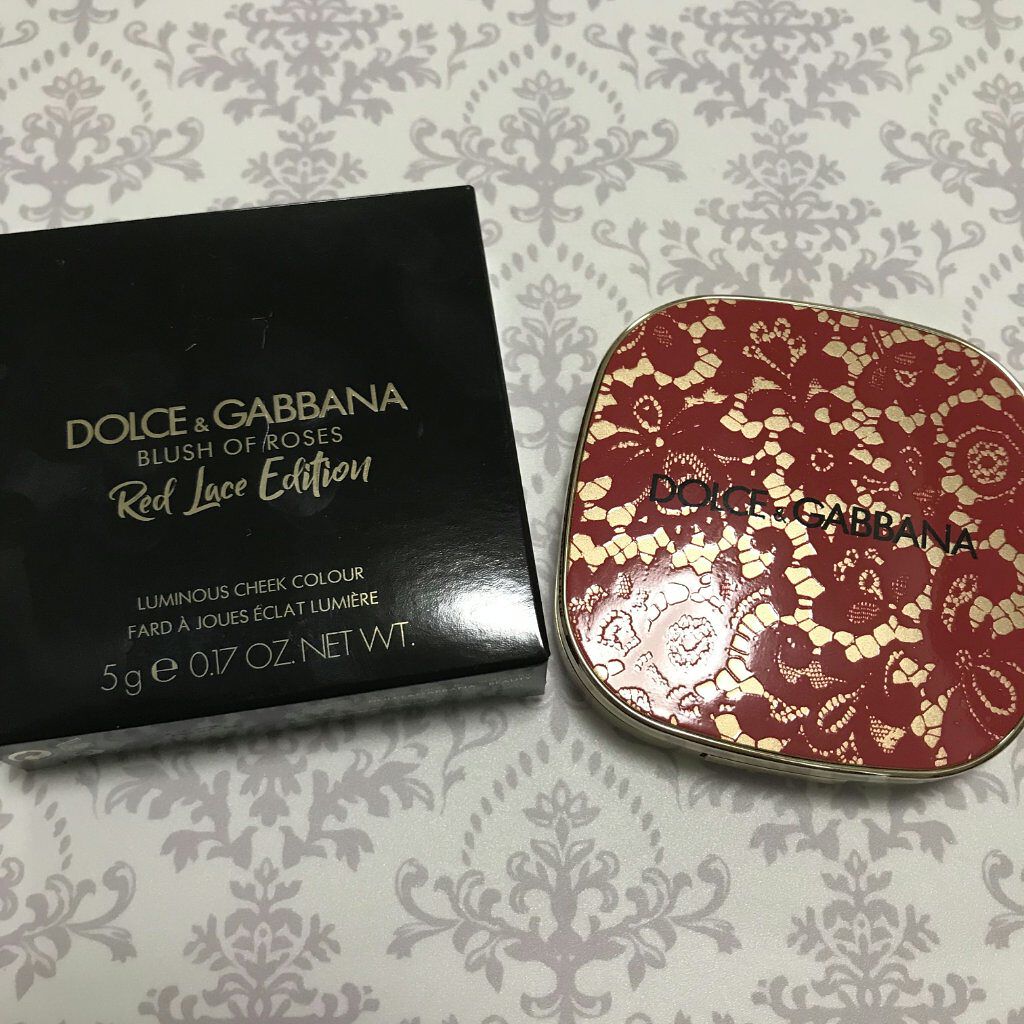 DOLCE & GABBANA
BLUSH OF ROSES
Red Lace Edition
LUMINOUS CHEEK COLOUR
FARD À JOUES ÉCLAT LUMIÈRE
5 g e 0.17 OZ. NET WT.
DOLCE & GABBANA